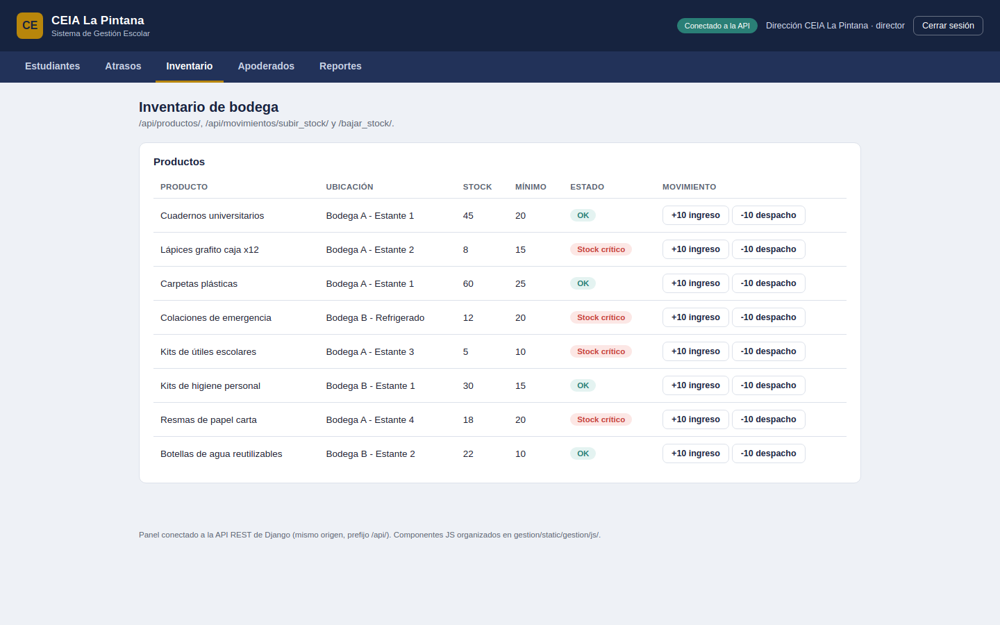 CE
CEIA La Pintana
Sistema de Gestión Escolar
Conectado a la API
Dirección CEIA La Pintana · director
Cerrar sesión
Estudiantes Atrasos Inventario Apoderados Reportes
Inventario de bodega
/api/productos/, /api/movimientos/subir_stock/ y /bajar_stock/.
Productos
PRODUCTO UBICACIÓN STOCK MÍNIMO ESTADO MOVIMIENTO
Cuadernos universitarios Bodega A - Estante 1 45 20 OK +10 ingreso -10 despacho
Lápices grafito caja x12 Bodega A - Estante 2 8 15 Stock crítico +10 ingreso -10 despacho
Carpetas plásticas Bodega A - Estante 1 60 25 OK +10 ingreso -10 despacho
Colaciones de emergencia Bodega B - Refrigerado 12 20 Stock crítico +10 ingreso -10 despacho
Kits de útiles escolares Bodega A - Estante 3 5 10 Stock crítico +10 ingreso -10 despacho
Kits de higiene personal Bodega B - Estante 1 30 15 OK +10 ingreso -10 despacho
Resmas de papel carta Bodega A - Estante 4 18 20 Stock crítico +10 ingreso -10 despacho
Botellas de agua reutilizables Bodega B - Estante 2 22 10 OK +10 ingreso -10 despacho
Panel conectado a la API REST de Django (mismo origen, prefijo /api/). Componentes JS organizados en gestion/static/gestion/js/.